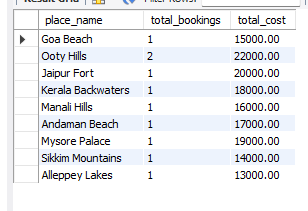 place_name total_bookings total_cost
Goa Beach 1 15000.00
Ooty Hills 2 22000.00
Jaipur Fort 1 20000.00
Kerala Backwaters 1 18000.00
Manali Hills 1 16000.00
Andaman Beach 1 17000.00
Mysore Palace 1 19000.00
Sikkim Mountains 1 14000.00
Alleppey Lakes 1 13000.00